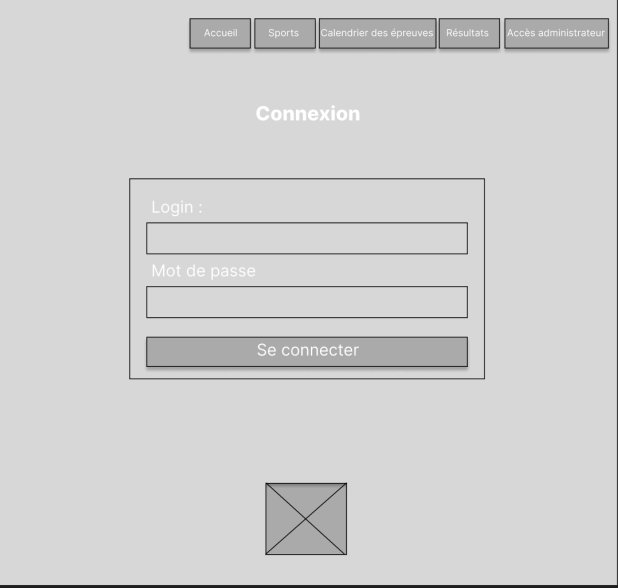 Accueil
Sports
Calendrier des épreuves
Résultats
Accès administrateur
Connexion
Login :
Mot de passe
Se connecter